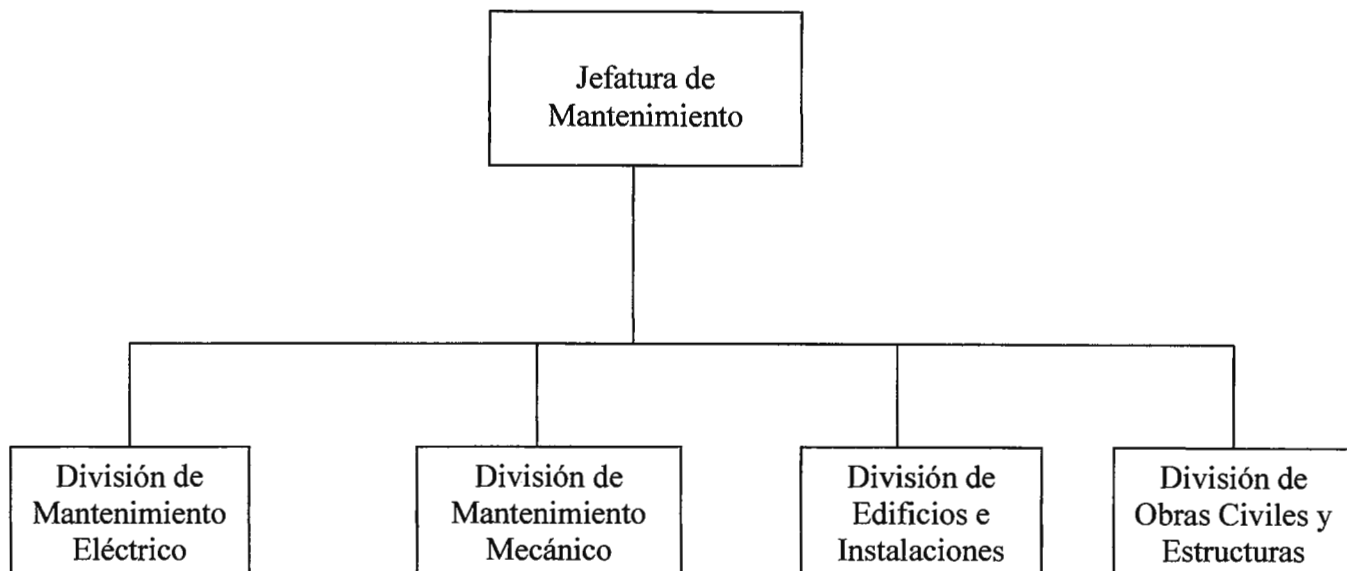 Jefatura de
Mantenimiento
División de
Mantenimiento
Eléctrico
División de
Mantenimiento
Mecánico
División de
Edificios e
Instalaciones
División de
Obras Civiles y
Estructuras